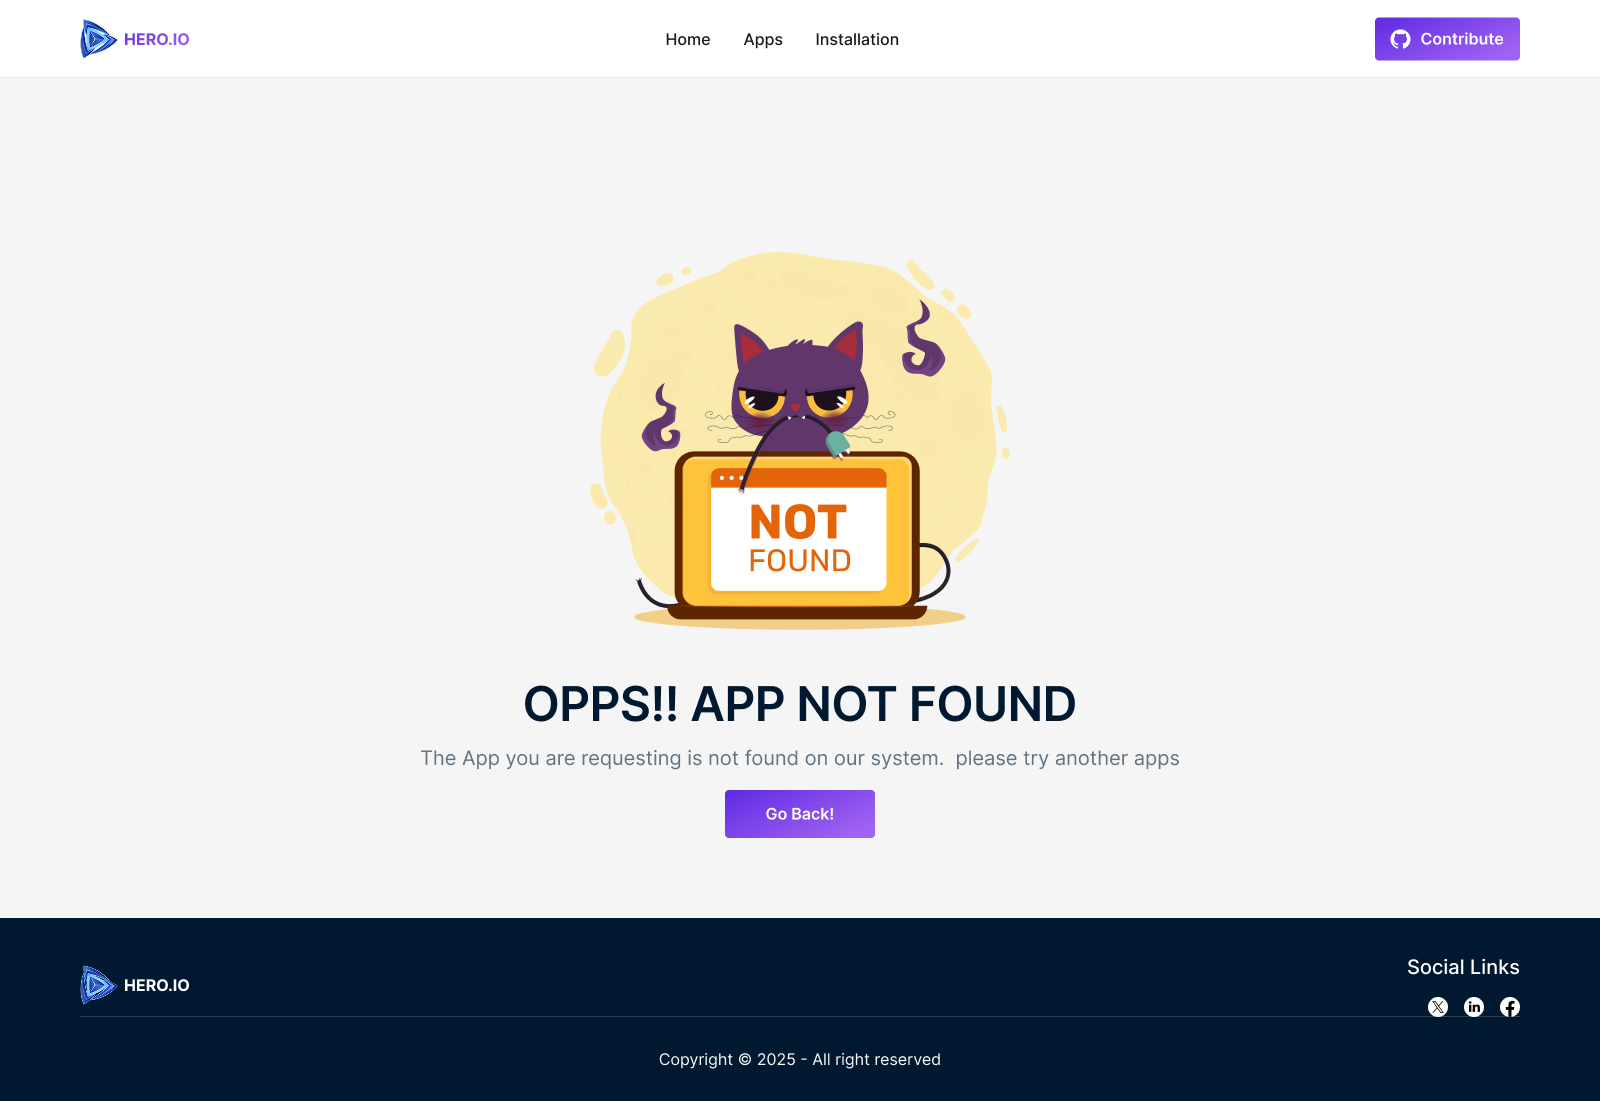 HERO.IO
Home
Apps
Installation
Contribute
NOT
FOUND
OPPS!! APP NOT FOUND
The App you are requesting is not found on our system.  please try another apps
Go Back!
HERO.IO
Social Links
Copyright © 2025 - All right reserved